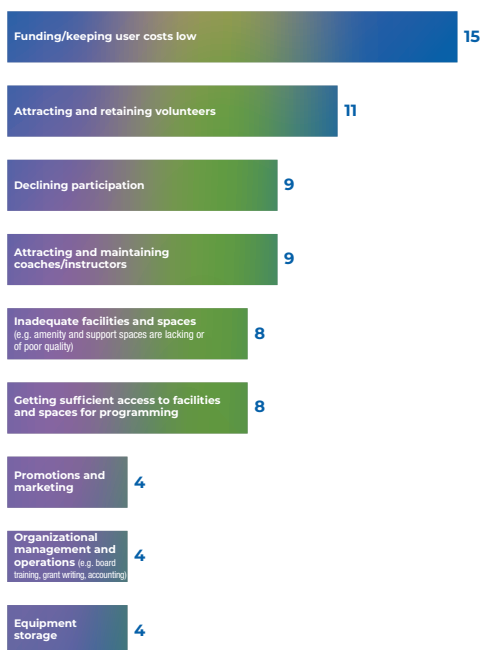 Funding/keeping user costs low
15
Attracting and retaining volunteers
11
Declining participation
9
Attracting and maintaining
coaches/instructors
9
Inadequate facilities and spaces
(e.g. amenity and support spaces are lacking or
of poor quality)
8
Getting sufficient access to facilities
and spaces for programming
8
Promotions and
marketing
4
Organizational
management and
operations (e.g. board
training, grant writing, accounting)
4
Equipment
storage
4